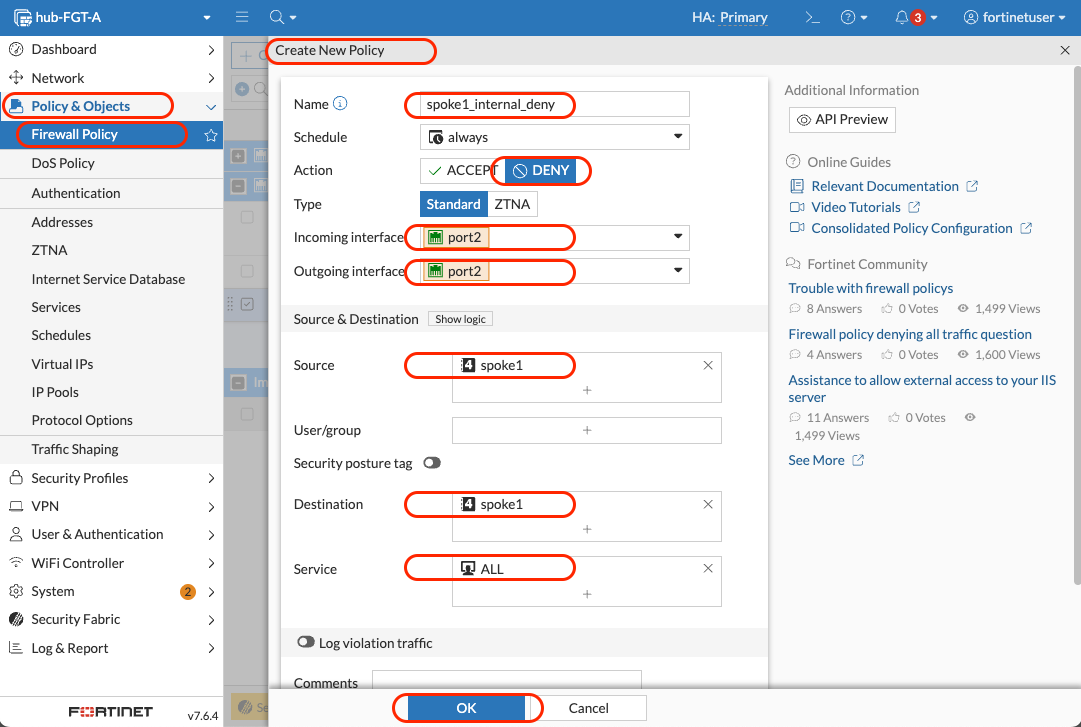 hub-FGT-A
HA: Primary
3
fortinetuser
Dashboard
Network
Policy & Objects
Firewall Policy
DoS Policy
Authentication
Addresses
ZTNA
Internet Service Database
Services
Schedules
Virtual IPs
IP Pools
Protocol Options
Traffic Shaping
Security Profiles
VPN
User & Authentication
WiFi Controller
System 2
Security Fabric
Log & Report
FORTINET v7.6.4
Create New Policy
Name spoke1_internal_deny
Schedule always
Action ACCEPT DENY
Type Standard ZTNA
Incoming interface port2
Outgoing interface port2
Source & Destination Show logic
Source 4 spoke1
User/group
Security posture tag
Destination 4 spoke1
Service ALL
Log violation traffic
Comments
OK Cancel
Additional Information
API Preview
Online Guides
Relevant Documentation
Video Tutorials
Consolidated Policy Configuration
Fortinet Community
Trouble with firewall policys
8 Answers 0 Votes 1,499 Views
Firewall policy denying all traffic question
4 Answers 0 Votes 1,600 Views
Assistance to allow external access to your IIS
server
11 Answers 0 Votes
1,499 Views
See More